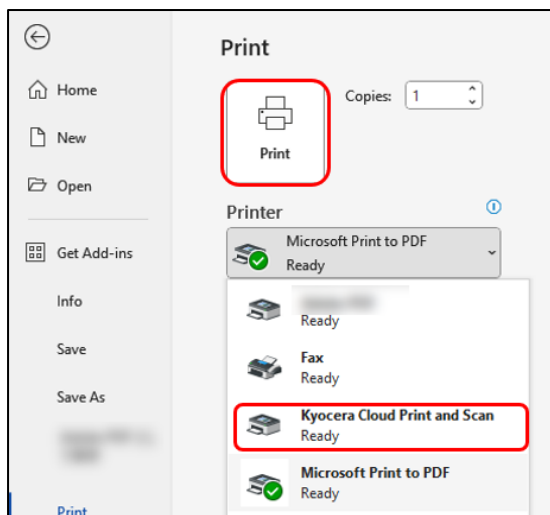 Print
Home
New
Open
Get Add-ins
Info
Save
Save As
Print
Copies: 1
Print
Printer
Microsoft Print to PDF
Ready
Ready
Fax
Ready
Kyocera Cloud Print and Scan
Ready
Microsoft Print to PDF
Ready